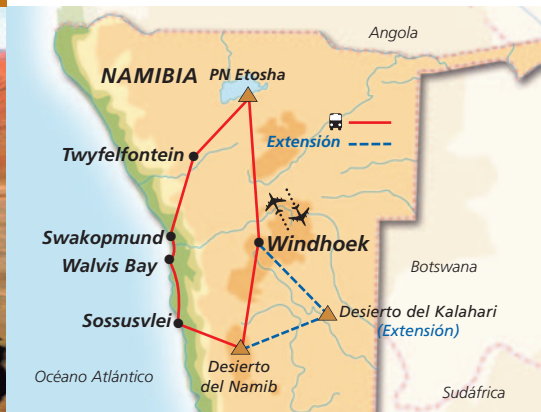 Angola
NAMIBIA
PN Etosha
Extensión
Twyfelfontein
Swakopmund
Walvis Bay
Windhoek
Botswana
Sossusvlei
Desierto del Kalahari
(Extensión)
Desierto
del Namib
Océano Atlántico
Sudáfrica